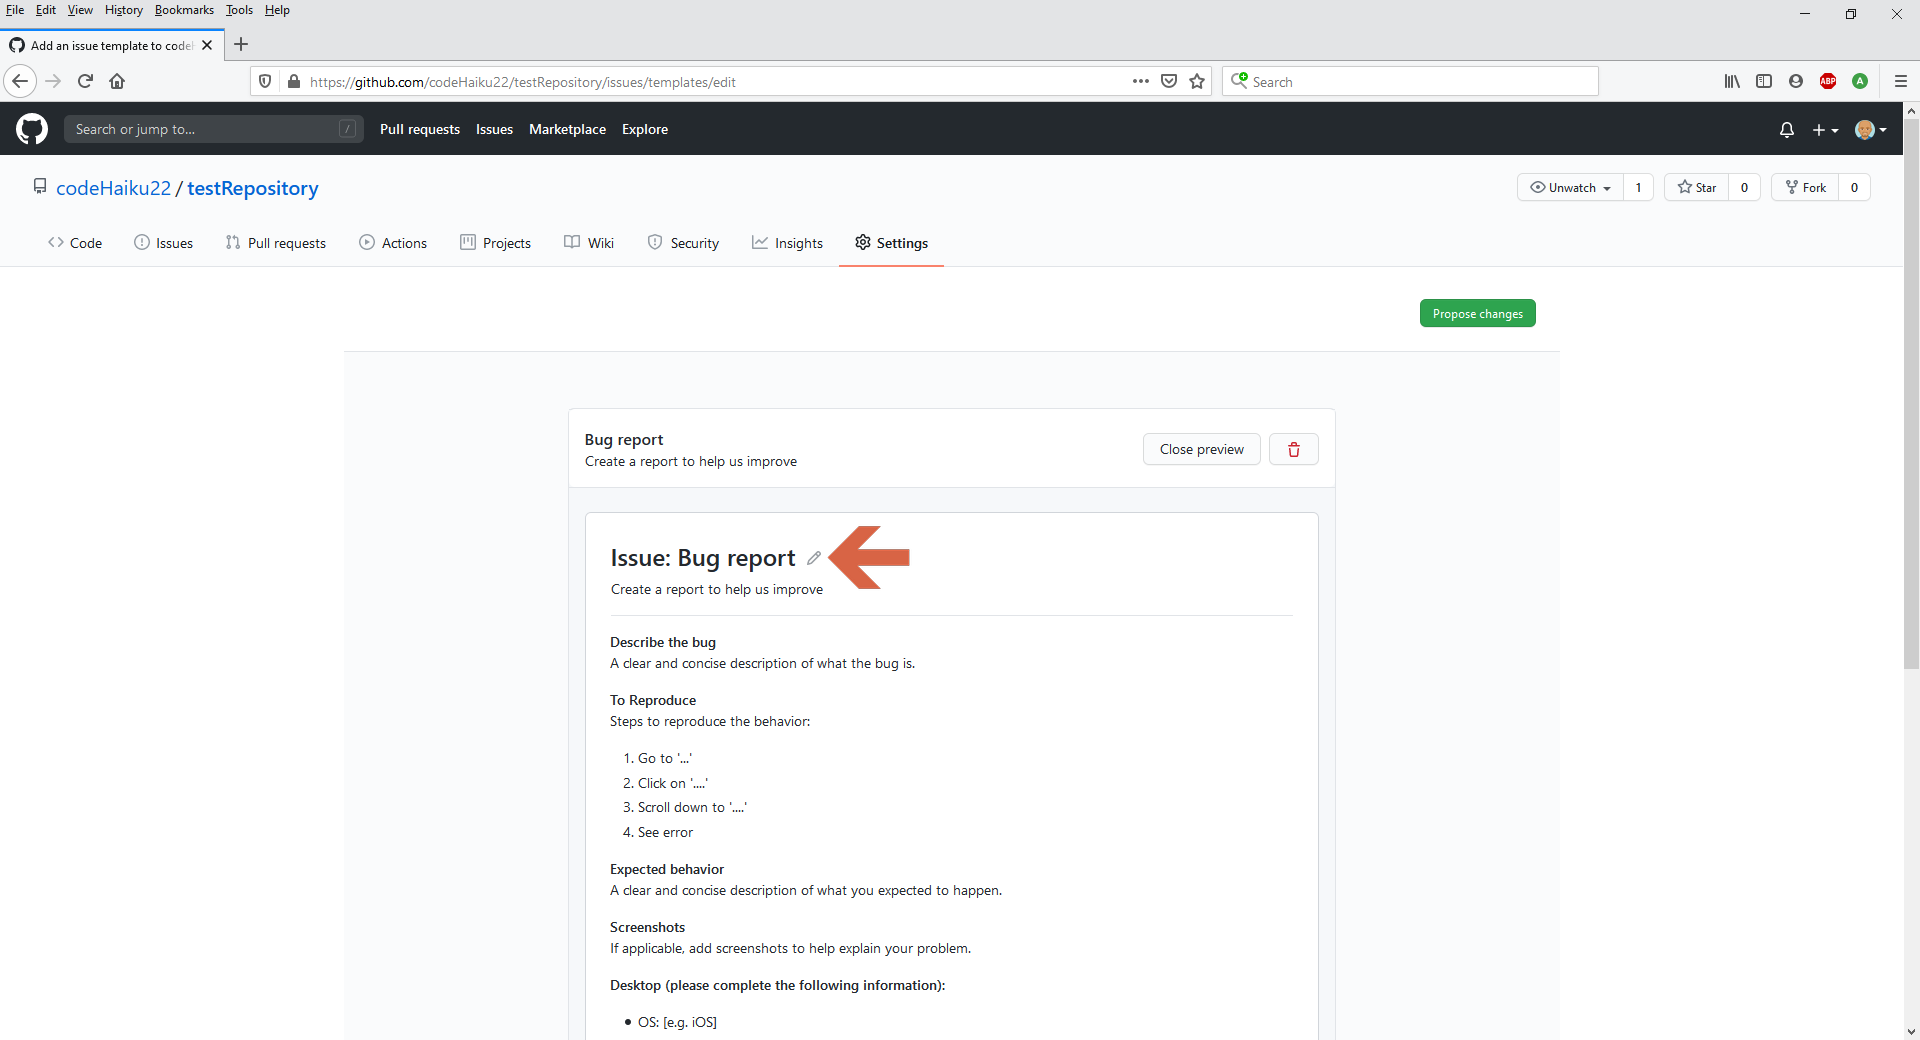 File Edit View History Bookmarks Tools Help
Add an issue template to code
https://github.com/codeHaiku22/testRepository/issues/templates/edit
Search
ABP
A
Search or jump to...
/
Pull requests Issues Marketplace Explore
codeHaiku22 / testRepository
Unwatch 1
Star 0
Fork 0
Code Issues Pull requests Actions Projects Wiki Security Insights Settings
Propose changes
Bug report
Create a report to help us improve
Close preview
Issue: Bug report
Create a report to help us improve
Describe the bug
A clear and concise description of what the bug is.
To Reproduce
Steps to reproduce the behavior:
1. Go to '...'
2. Click on '....'
3. Scroll down to '....'
4. See error
Expected behavior
A clear and concise description of what you expected to happen.
Screenshots
If applicable, add screenshots to help explain your problem.
Desktop (please complete the following information):
• OS: [e.g. iOS]